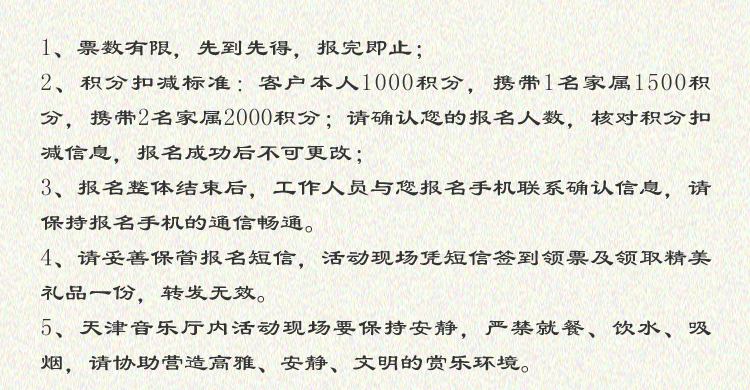 1、票数有限，先到先得，报完即止；
2、积分扣减标准：客户本人1000积分，携带1名家属1500积
分，携带2名家属2000积分；请确认您的报名人数，核对积分扣
减信息，报名成功后不可更改；
3、报名整体结束后，工作人员与您报名手机联系确认信息，请
保持报名手机的通信畅通。
4、请妥善保管报名短信，活动现场凭短信签到领票及领取精美
礼品一份，转发无效。
5、天津音乐厅内活动现场要保持安静，严禁就餐、饮水、吸
烟，请协助营造高雅、安静、文明的赏乐环境。